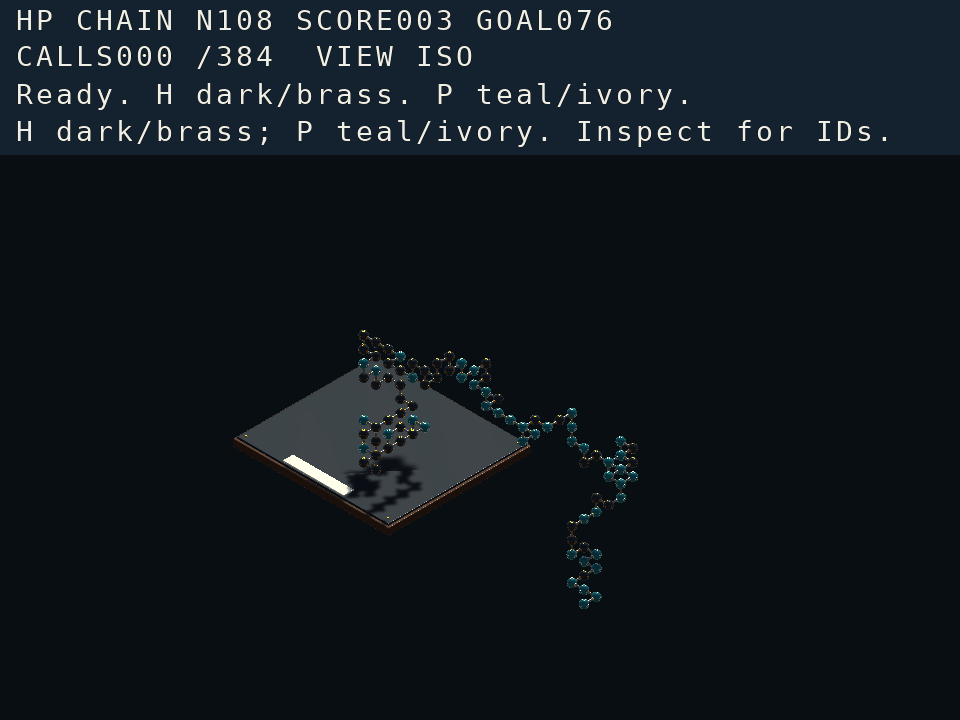 HP CHAIN N108 SCORE003 GOAL076
CALLS000 /384  VIEW ISO
Ready. H dark/brass. P teal/ivory.
H dark/brass; P teal/ivory. Inspect for IDs.